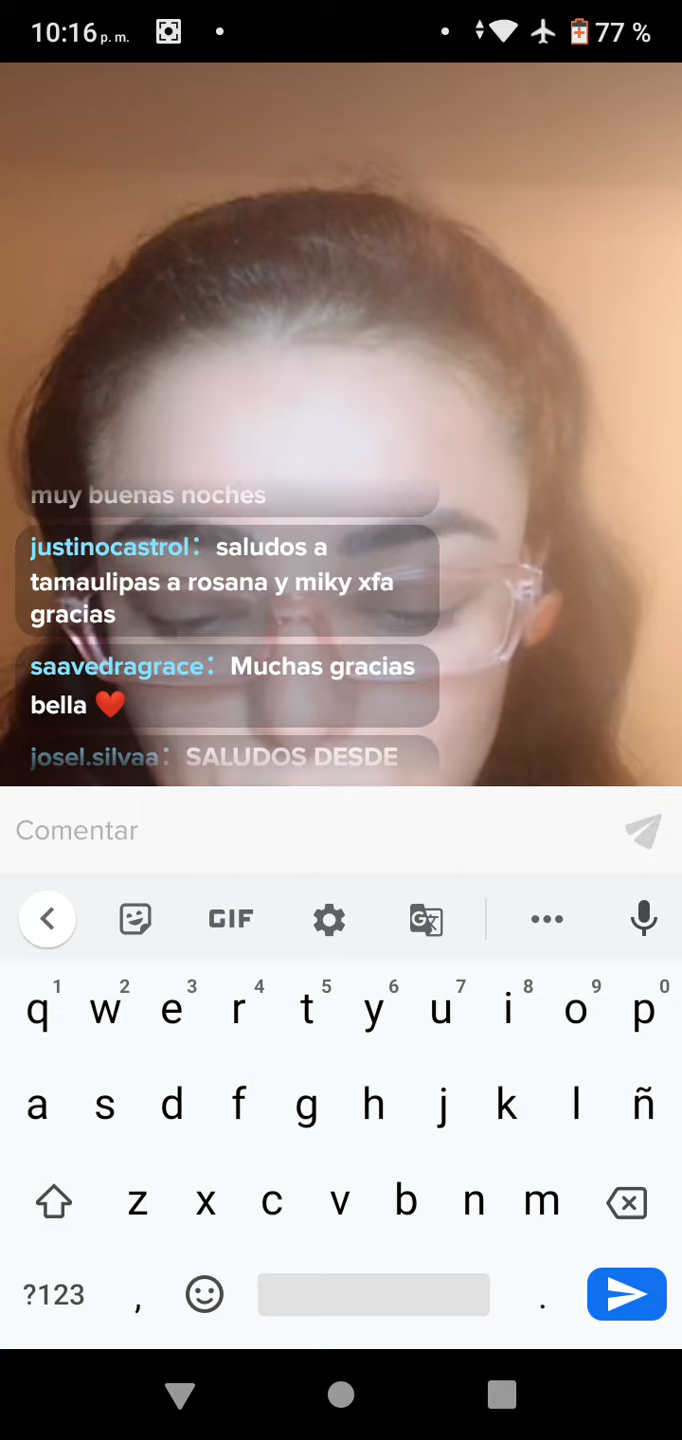 10:16 p. m.
77 %
muy buenas noches
justinocastrol: saludos a
tamaulipas a rosana y miky xfa
gracias
saavedragrace: Muchas gracias
bella ❤️
josel.silvaa: SALUDOS DESDE
Comentar
GIF
1 2 3 4 5 6 7 8 9 0
q w e r t y u i o p
a s d f g h j k l ñ
z x c v b n m
?123 , .